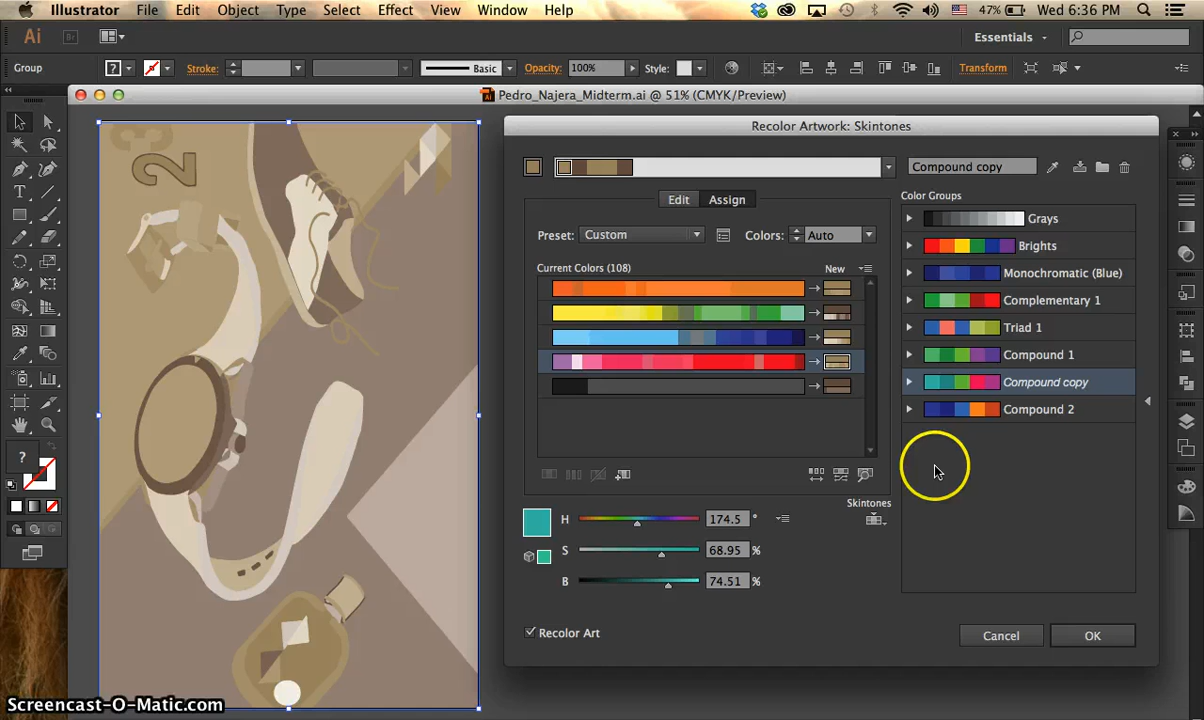 Illustrator File Edit Object Type Select Effect View Window Help 47% Wed 6:36 PM
Ai Br Essentials
Group ? Stroke: Basic Opacity: 100% Style: Transform
Pedro_Najera_Midterm.ai @ 51% (CMYK/Preview)
Recolor Artwork: Skintones
Compound copy
Edit Assign
Color Groups
Preset: Custom Colors: Auto
Current Colors (108) New
Grays
Brights
Monochromatic (Blue)
Complementary 1
Triad 1
Compound 1
Compound copy
Compound 2
Skintones
H 174.5 °
S 68.95 %
B 74.51 %
Recolor Art
Cancel OK
23
T
?
Screencast-O-Matic.com